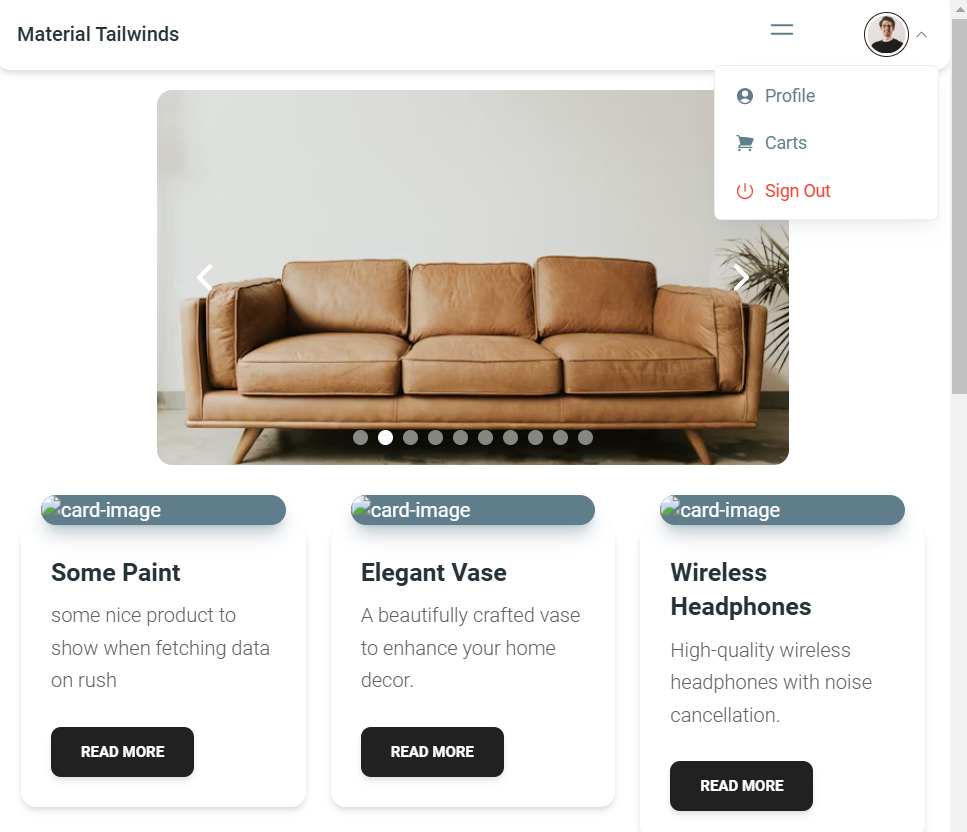 Material Tailwinds
Profile
Carts
Sign Out
card-image
card-image
card-image
Some Paint
some nice product to
show when fetching data
on rush
READ MORE
Elegant Vase
A beautifully crafted vase
to enhance your home
decor.
READ MORE
Wireless
Headphones
High-quality wireless
headphones with noise
cancellation.
READ MORE